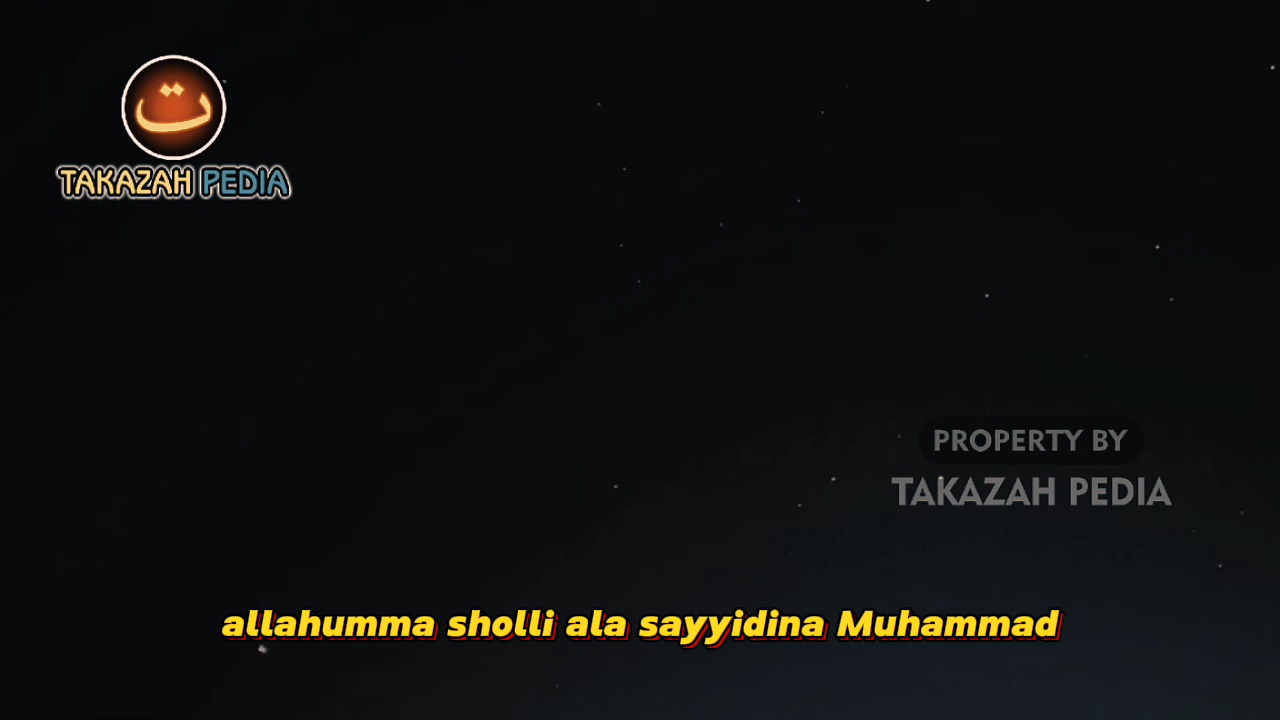 ت
TAKAZAH PEDIA
PROPERTY BY
TAKAZAH PEDIA
allahumma sholli ala sayyidina Muhammad